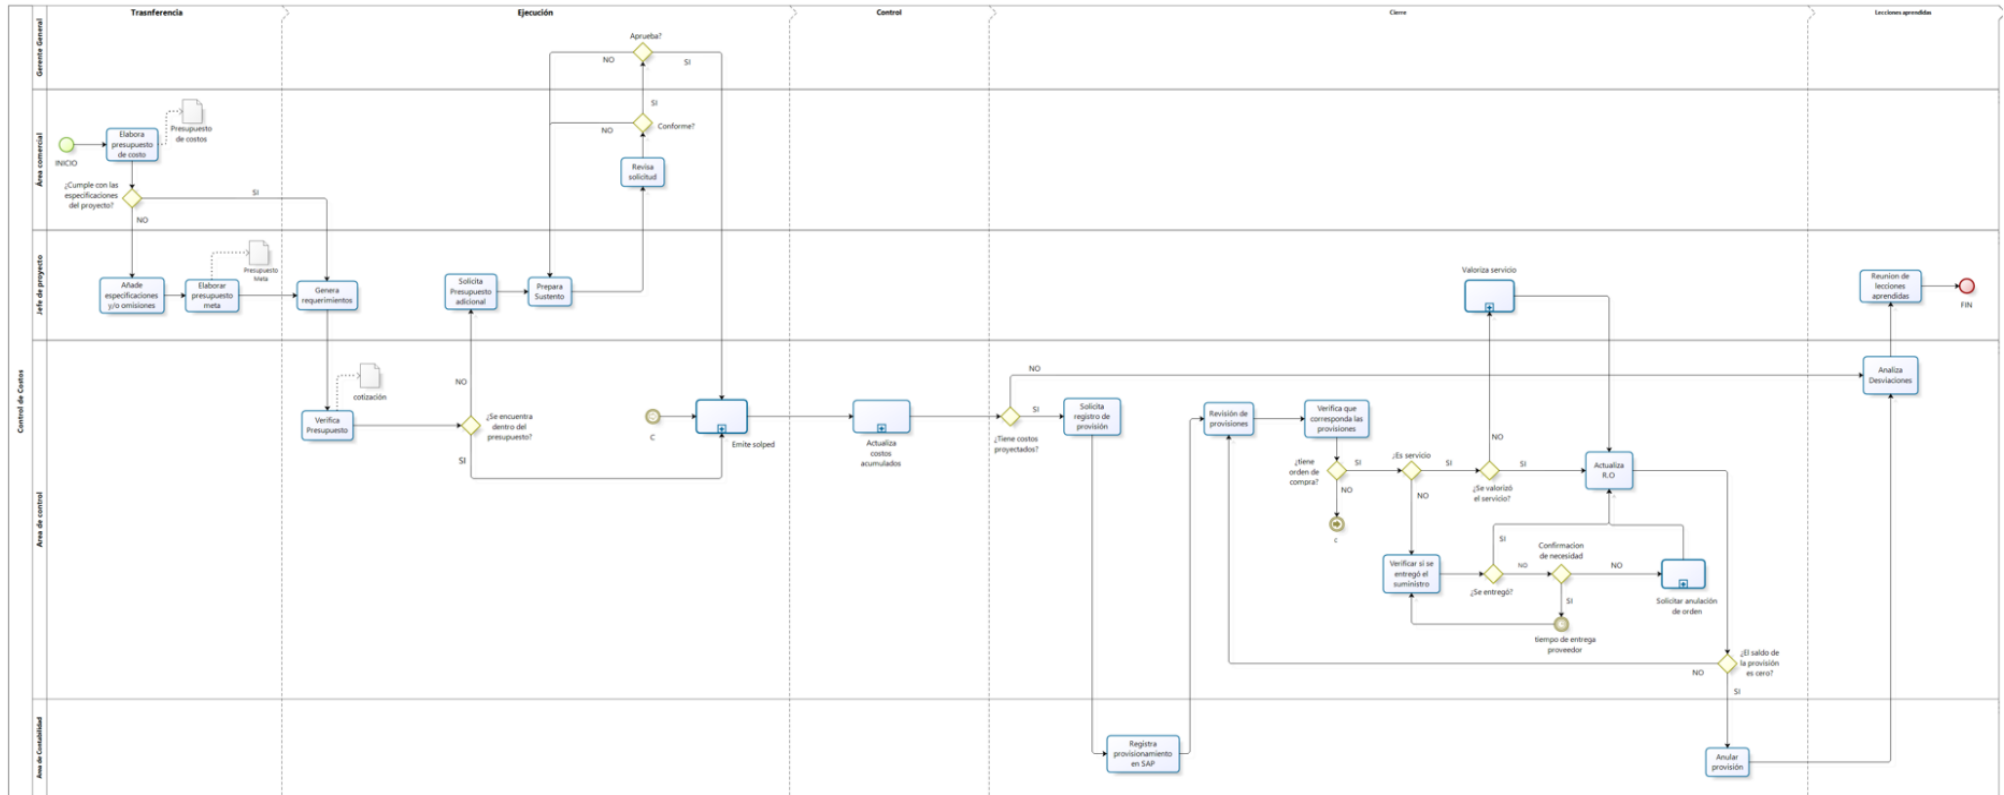 Trasnferencia
Ejecución
Control
Cierre
Lecciones aprendidas
Control de Costos
Gerente General
Aprueba?
NO
SI
Área comercial
INICIO
Elabora
presupuesto
de costo
Presupuesto
de costos
¿Cumple con las
especificaciones
del proyecto?
SI
NO
SI
NO
Conforme?
Revisa
solicitud
Jefe de proyecto
Añade
especificaciones
y/o omisiones
Elaborar
presupuesto
meta
Presupuesto
Meta
Genera
requerimientos
Solicita
Presupuesto
adicional
Prepara
Sustento
Valoriza servicio
Reunion de
lecciones
aprendidas
FIN
Area de control
Verifica
Presupuesto
cotización
NO
¿Se encuentra
dentro del
presupuesto?
SI
C
Emite solped
Actualiza
costos
acumulados
NO
SI
¿Tiene costos
proyectados?
Solicita
registro de
provisión
Revisión de
provisiones
Verifica que
corresponda las
provisiones
¿tiene
orden de
compra?
SI
NO
c
¿Es servicio
SI
NO
NO
SI
¿Se valorizó
el servicio?
Actualiza
R.O
Verificar si se
entregó el
suministro
SI
NO
¿Se entregó?
Confirmacion
de necesidad
NO
SI
tiempo de entrega
proveedor
Solicitar anulación
de orden
¿El saldo de
la provisión
es cero?
NO
SI
Analiza
Desviaciones
Area de Contabilidad
Registra
provisionamiento
en SAP
Anular
provisión